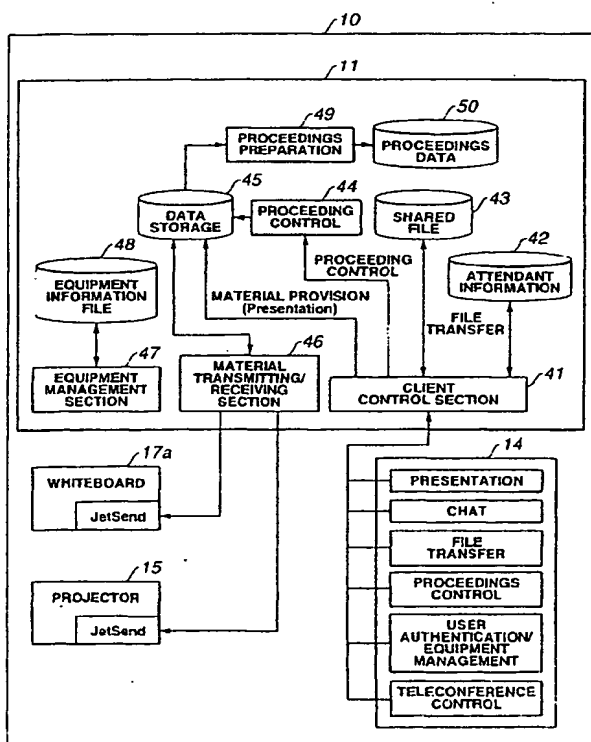 10
11
49
PROCEEDINGS
PREPARATION
50
PROCEEDINGS
DATA
45
DATA
STORAGE
44
PROCEEDING
CONTROL
43
SHARED
FILE
48
EQUIPMENT
INFORMATION
FILE
42
ATTENDANT
INFORMATION
PROCEEDING
CONTROL
MATERIAL PROVISION
(Presentation)
FILE
TRANSFER
47
EQUIPMENT
MANAGEMENT
SECTION
46
MATERIAL
TRANSMITTING/
RECEIVING
SECTION
41
CLIENT
CONTROL SECTION
17a
WHITEBOARD
JetSend
15
PROJECTOR
JetSend
14
PRESENTATION
CHAT
FILE
TRANSFER
PROCEEDINGS
CONTROL
USER
AUTHENTICATION/
EQUIPMENT
MANAGEMENT
TELECONFERENCE
CONTROL